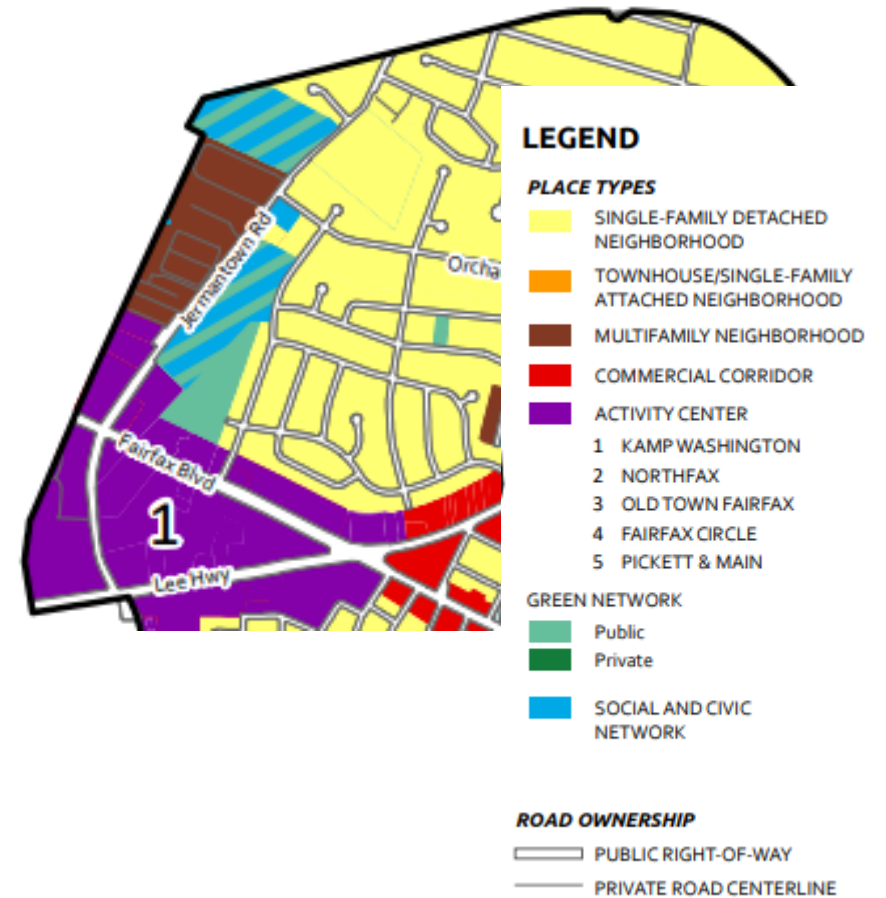 LEGEND
PLACE TYPES
SINGLE-FAMILY DETACHED
NEIGHBORHOOD
TOWNHOUSE/SINGLE-FAMILY
ATTACHED NEIGHBORHOOD
MULTIFAMILY NEIGHBORHOOD
COMMERCIAL CORRIDOR
ACTIVITY CENTER
1 KAMP WASHINGTON
2 NORTHFAX
3 OLD TOWN FAIRFAX
4 FAIRFAX CIRCLE
5 PICKETT & MAIN
GREEN NETWORK
Public
Private
SOCIAL AND CIVIC
NETWORK
ROAD OWNERSHIP
PUBLIC RIGHT-OF-WAY
PRIVATE ROAD CENTERLINE
Jermantown Rd
Orcha
Fairfax Blvd
1
Lee Hwy